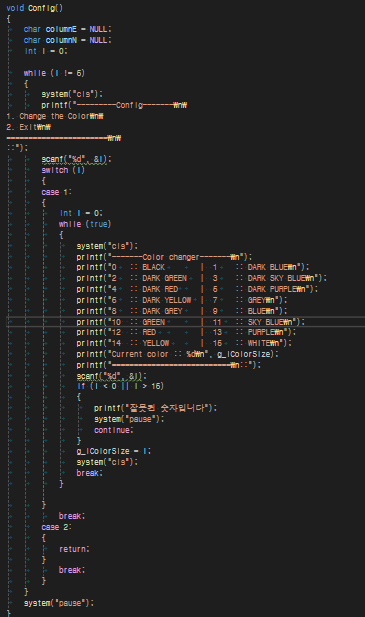 void Config()
{
char columnE = NULL;
char columnN = NULL;
int i = 0;
while (i != 6)
{
system("cls");
printf("---------Config-------₩n₩
1. Change the Color₩n₩
2. Exit₩n₩
=======================₩n₩
::");
scanf("%d", &i);
switch (i)
{
case 1:
{
int i = 0;
while (true)
{
system("cls");
printf("-------Color changer-------₩n");
printf("0 :: BLACK | 1 :: DARK BLUE₩n");
printf("2 :: DARK GREEN | 3 :: DARK SKY BLUE₩n");
printf("4 :: DARK RED | 5 :: DARK PURPLE₩n");
printf("6 :: DARK YELLOW | 7 :: GREY₩n");
printf("8 :: DARK GREY | 9 :: BLUE₩n");
printf("10 :: GREEN | 11 :: SKY BLUE₩n");
printf("12 :: RED | 13 :: PURPLE₩n");
printf("14 :: YELLOW | 15 :: WHITE₩n");
printf("Current color :: %d₩n", g_iColorSize);
printf("===========================₩n::");
scanf("%d", &i);
if (i < 0 || i > 15)
{
printf("잘못된 숫자입니다");
system("pause");
continue;
}
g_iColorSize = i;
system("cls");
break;
}
}
break;
case 2:
{
return;
}
break;
}
}
system("pause");
}